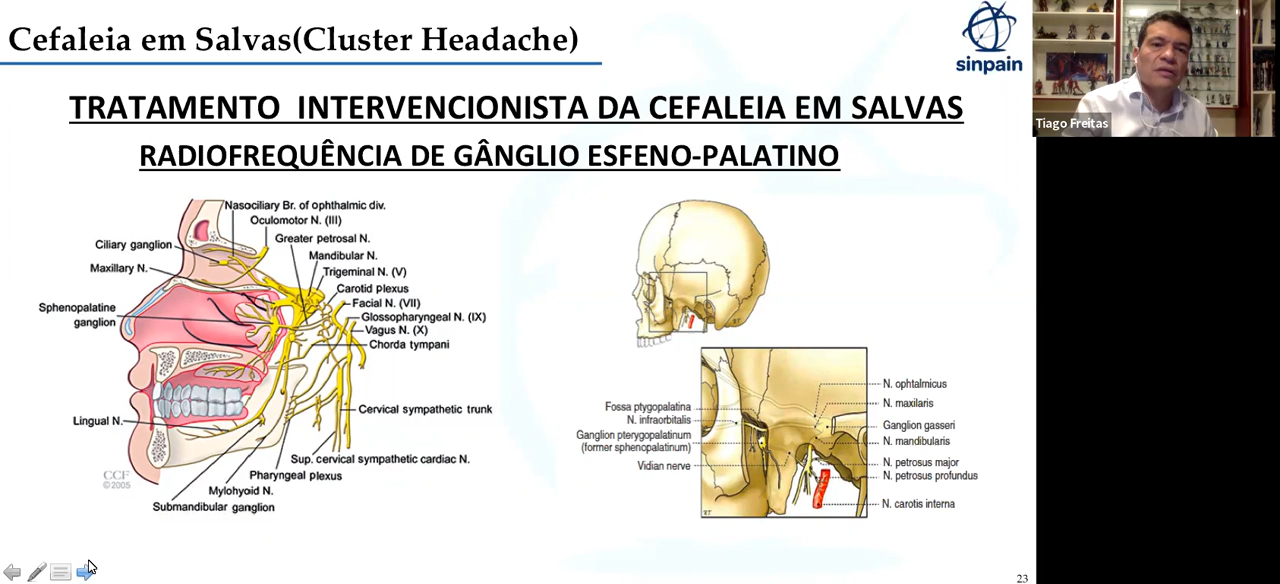 Cefaleia em Salvas(Cluster Headache)
sinpain
Tiago Freitas
TRATAMENTO INTERVENCIONISTA DA CEFALEIA EM SALVAS
RADIOFREQUÊNCIA DE GÂNGLIO ESFENO-PALATINO
Nasociliary Br. of ophthalmic div.
Oculomotor N. (III)
Greater petrosal N.
Ciliary ganglion
Mandibular N.
Maxillary N.
Trigeminal N. (V)
Carotid plexus
Facial N. (VII)
Sphenopalatine
ganglion
Glossopharyngeal N. (IX)
Vagus N. (X)
Chorda tympani
Cervical sympathetic trunk
Lingual N.
Sup. cervical sympathetic cardiac N.
Pharyngeal plexus
CCF
©2005
Mylohyoid N.
Submandibular ganglion
Fossa ptygopalatina
N. infraorbitalis
Ganglion pterygopalatinum
(former sphenopalatinum)
Vidian nerve
N. ophtalmicus
N. maxilaris
Ganglion gasseri
N. mandibularis
N. petrosus major
N. petrosus profundus
N. carotis interna
23